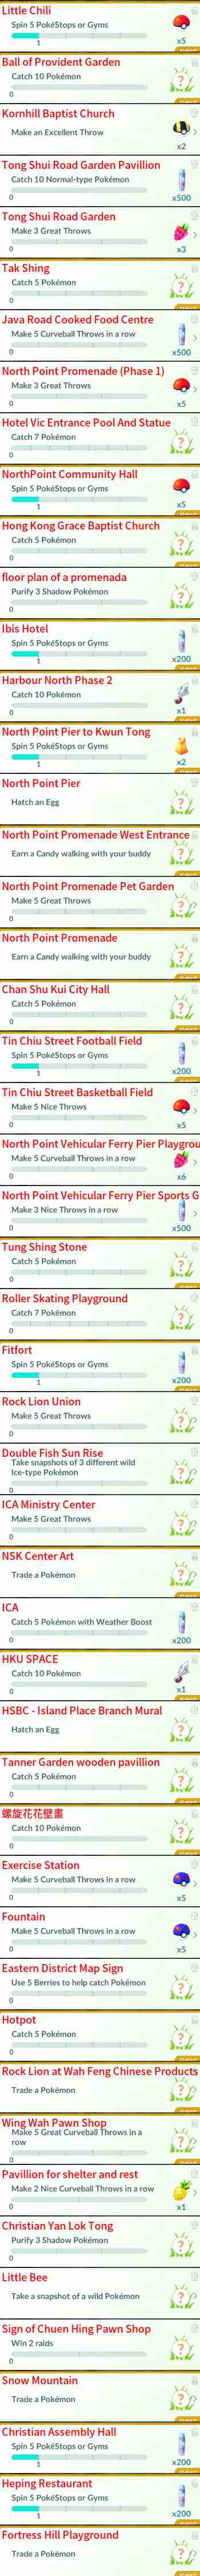 Little Chili
Spin 5 PokéStops or Gyms
1
x5
Ball of Provident Garden
Catch 10 Pokémon
?
0
Kornhill Baptist Church
Make an Excellent Throw
x2
Tong Shui Road Garden Pavillion
Catch 10 Normal-type Pokémon
0
x500
Tong Shui Road Garden
Make 3 Great Throws
0
x3
Tak Shing
Catch 5 Pokémon
?
0
Java Road Cooked Food Centre
Make 5 Curveball Throws in a row
0
x500
North Point Promenade (Phase 1)
Make 3 Great Throws
0
x5
Hotel Vic Entrance Pool And Statue
Catch 7 Pokémon
?
0
NorthPoint Community Hall
Spin 5 PokéStops or Gyms
1
x5
Hong Kong Grace Baptist Church
Catch 5 Pokémon
?
0
floor plan of a promenada
Purify 3 Shadow Pokémon
?
0
Ibis Hotel
Spin 5 PokéStops or Gyms
1
x200
Harbour North Phase 2
Catch 10 Pokémon
0
x1
North Point Pier to Kwun Tong
Spin 5 PokéStops or Gyms
1
x2
North Point Pier
Hatch an Egg
?
North Point Promenade West Entrance
Earn a Candy walking with your buddy
?
North Point Promenade Pet Garden
Make 5 Great Throws
?
0
North Point Promenade
Earn a Candy walking with your buddy
?
Chan Shu Kui City Hall
Catch 5 Pokémon
?
0
Tin Chiu Street Football Field
Spin 5 PokéStops or Gyms
1
x200
Tin Chiu Street Basketball Field
Make 5 Nice Throws
0
x5
North Point Vehicular Ferry Pier Playgrou
Make 5 Curveball Throws in a row
0
x6
North Point Vehicular Ferry Pier Sports G
Make 3 Nice Throws in a row
0
x500
Tung Shing Stone
Catch 5 Pokémon
?
0
Roller Skating Playground
Catch 7 Pokémon
?
0
Fitfort
Spin 5 PokéStops or Gyms
1
x200
Rock Lion Union
Make 5 Great Throws
?
0
Double Fish Sun Rise
Take snapshots of 3 different wild
Ice-type Pokémon
?
0
ICA Ministry Center
Make 5 Great Throws
?
0
NSK Center Art
Trade a Pokémon
?
ICA
Catch 5 Pokémon with Weather Boost
0
x200
HKU SPACE
Catch 10 Pokémon
0
x1
HSBC - Island Place Branch Mural
Hatch an Egg
?
Tanner Garden wooden pavillion
Catch 5 Pokémon
?
0
螺旋花花壁畫
Catch 10 Pokémon
?
0
Exercise Station
Make 5 Curveball Throws in a row
0
x5
Fountain
Make 5 Curveball Throws in a row
0
x5
Eastern District Map Sign
Use 5 Berries to help catch Pokémon
?
0
Hotpot
Catch 5 Pokémon
?
0
Rock Lion at Wah Feng Chinese Products
Trade a Pokémon
?
Wing Wah Pawn Shop
Make 5 Great Curveball Throws in a
row
?
0
Pavillion for shelter and rest
Make 2 Nice Curveball Throws in a row
0
x1
Christian Yan Lok Tong
Purify 3 Shadow Pokémon
?
0
Little Bee
Take a snapshot of a wild Pokémon
?
Sign of Chuen Hing Pawn Shop
Win 2 raids
?
0
Snow Mountain
Trade a Pokémon
?
Christian Assembly Hall
Spin 5 PokéStops or Gyms
1
x200
Heping Restaurant
Spin 5 PokéStops or Gyms
1
x200
Fortress Hill Playground
Trade a Pokémon
?